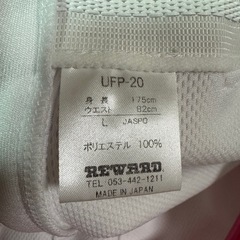 UFP-20
身長 175cm
ウエスト 82cm
L JASPO
ポリエステル 100%
REWARD
TEL 053-442-1211
MADE IN JAPAN